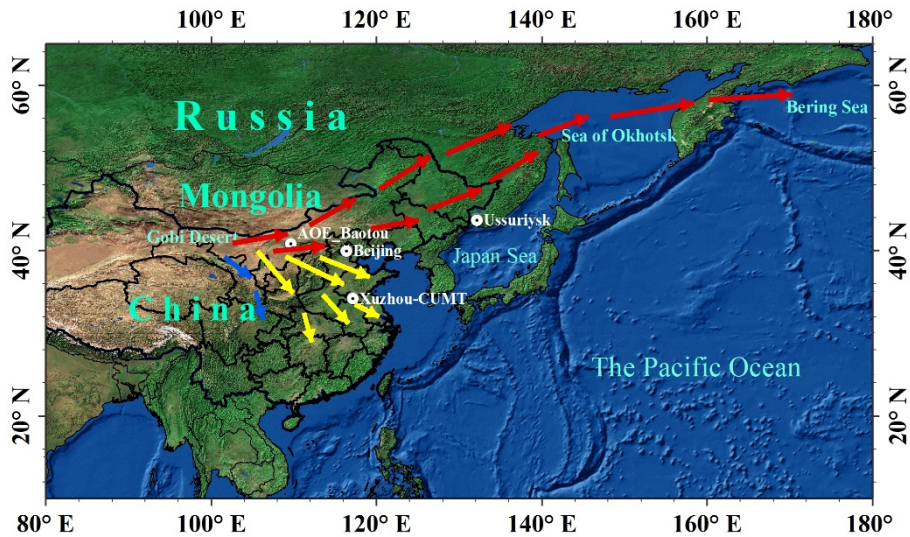 100° E 120° E 140° E 160° E 180°
60° N 60° N
Bering Sea
Russia
Sea of Okhotsk
Mongolia
AOE_Baotou Ussuriysk
Gobi Desert
Beijing Japan Sea
40° N 40° N
China Xuzhou-CUMT
The Pacific Ocean
20° N 20° N
80° E 100° E 120° E 140° E 160° E 180°